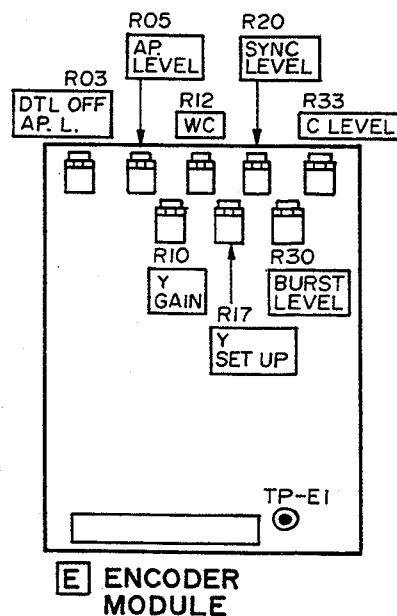 R05
AP.
LEVEL
R20
SYNC
LEVEL
R03
DTL OFF
AP. L.
R12
WC
R33
C LEVEL
R10
Y
GAIN
R17
Y
SET UP
R30
BURST
LEVEL
TP-E1
E ENCODER
MODULE